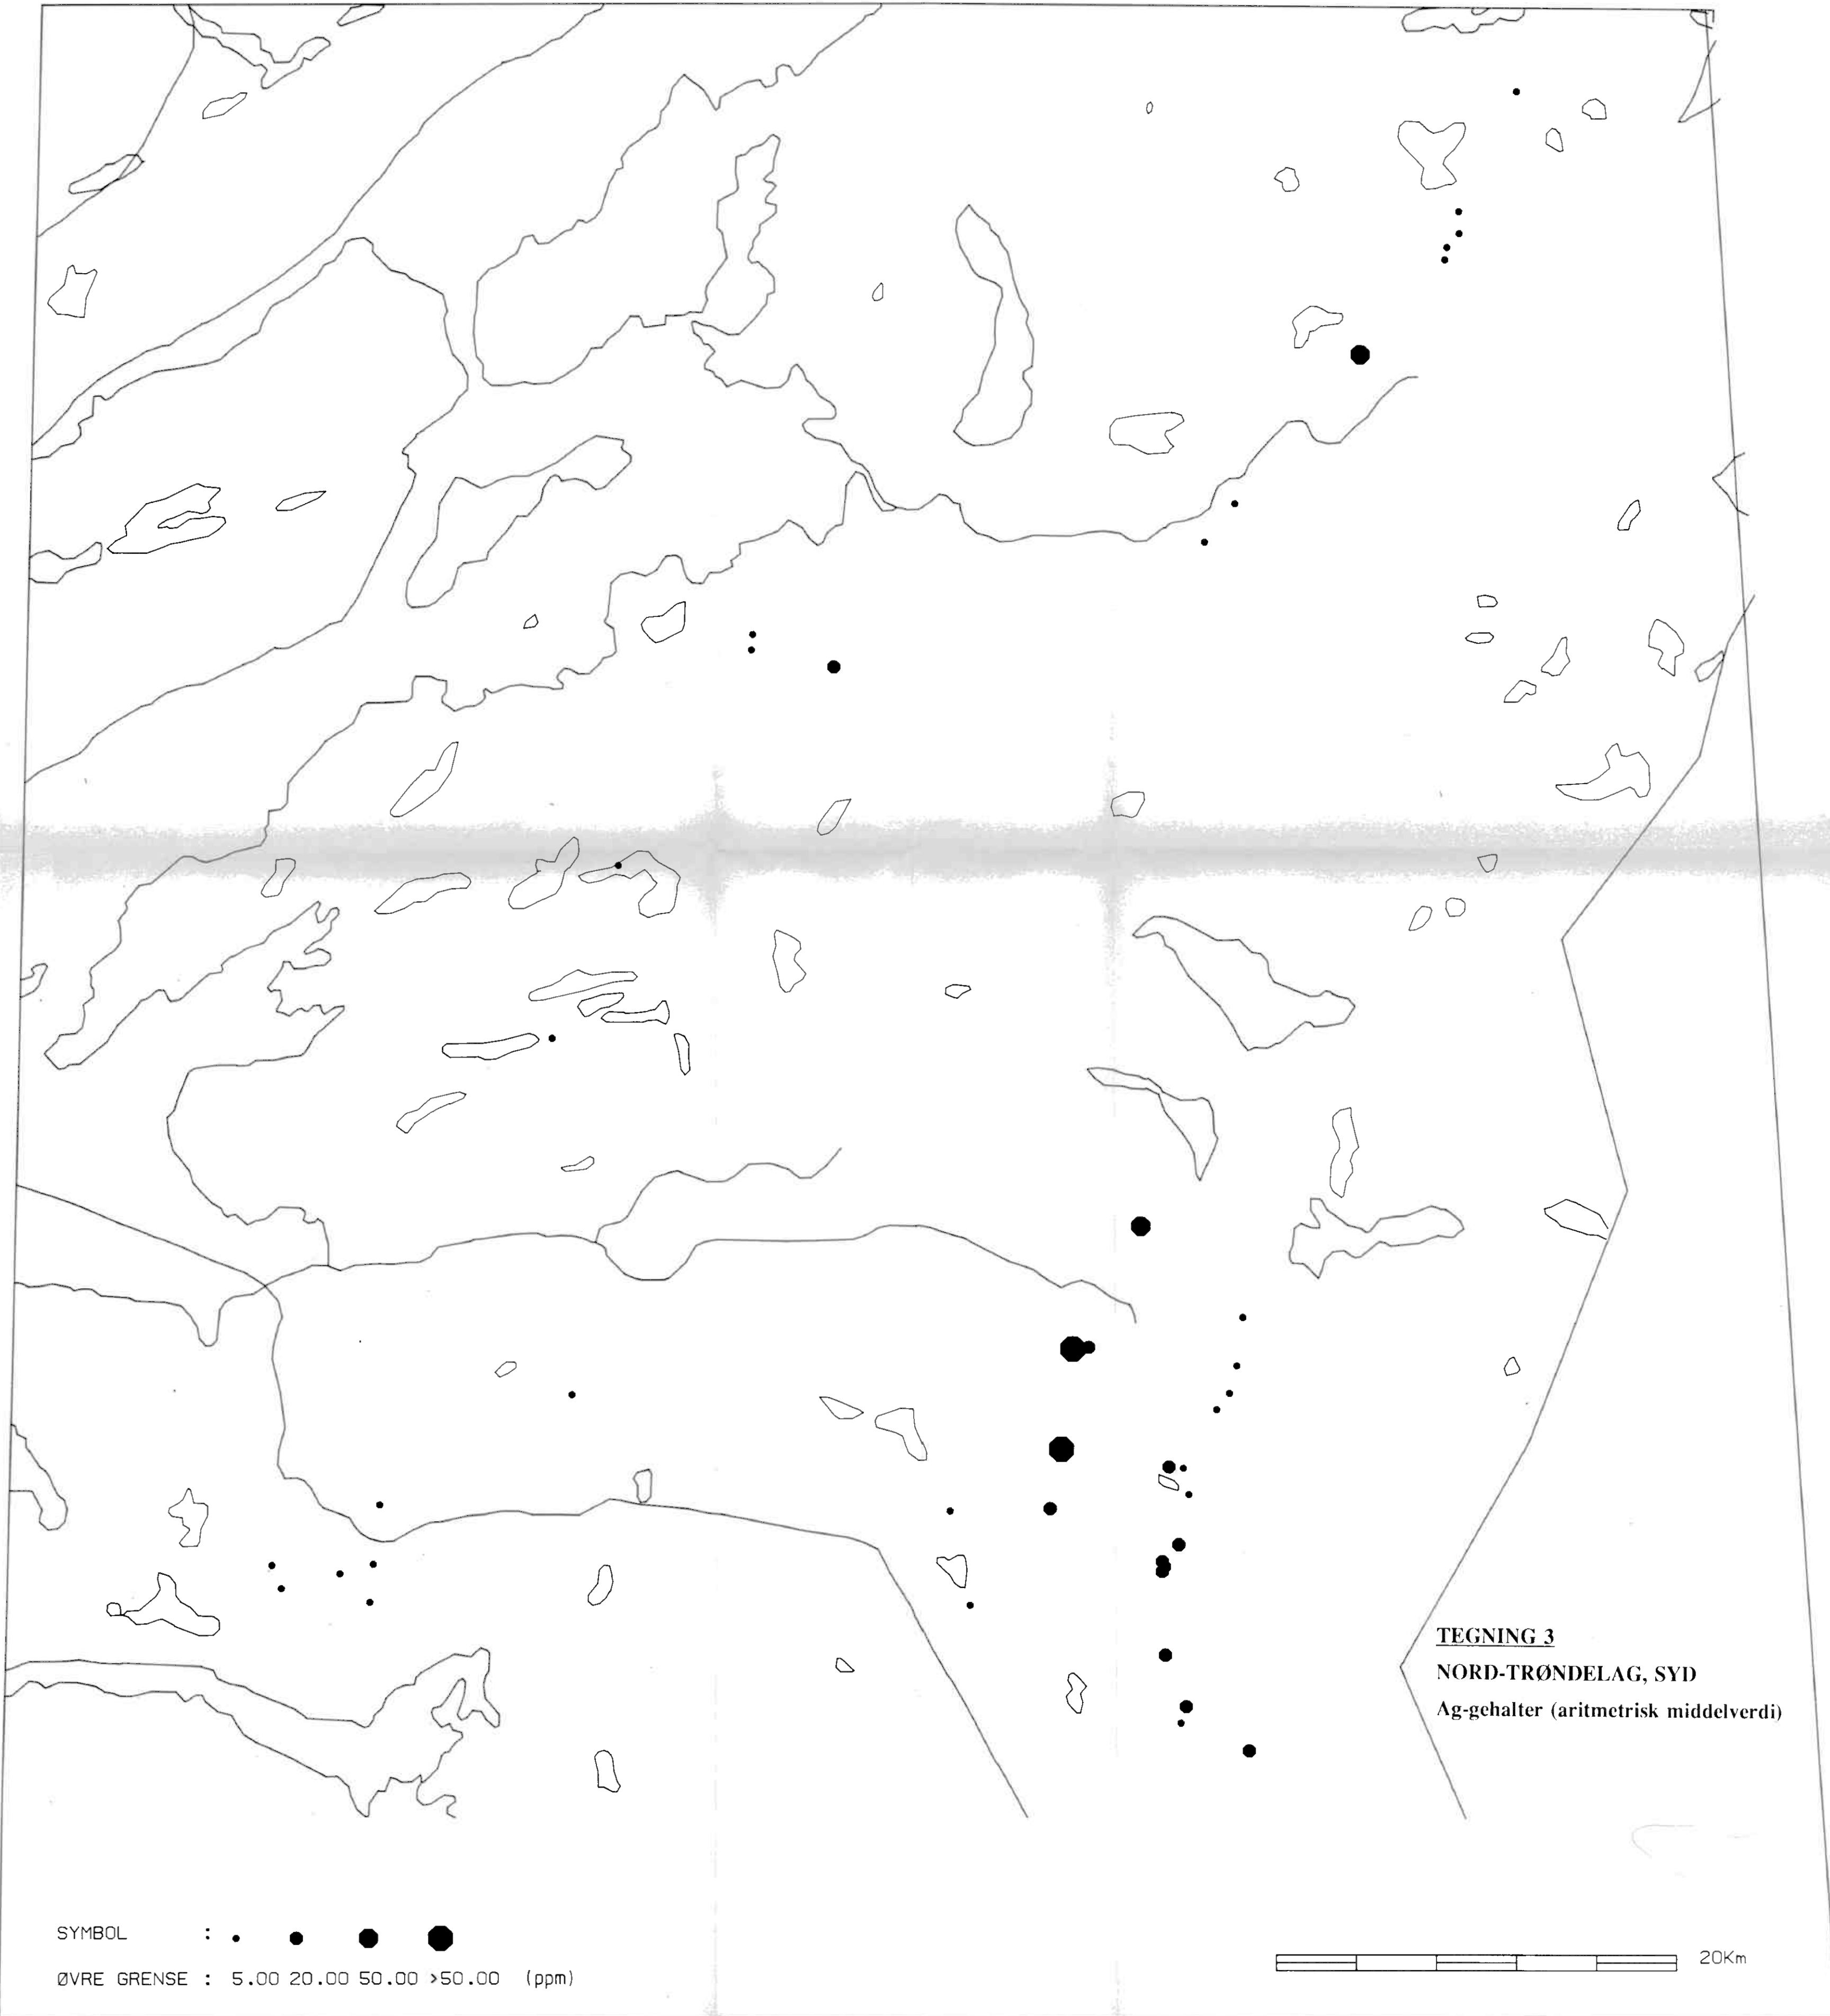 TEGNING 3
NORD-TRØNDELAG, SYD
Ag-gehalter (aritmetrisk middelverdi)
SYMBOL :
ØVRE GRENSE : 5.00 20.00 50.00 >50.00 (ppm)
20Km